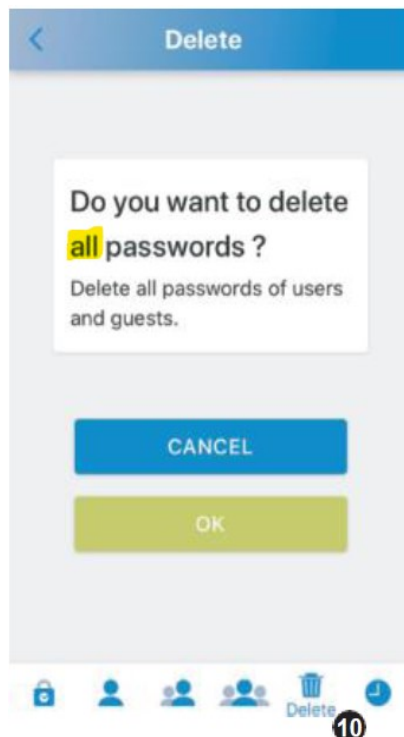 Delete
Do you want to delete
all passwords ?
Delete all passwords of users
and guests.
CANCEL
OK
Delete
10